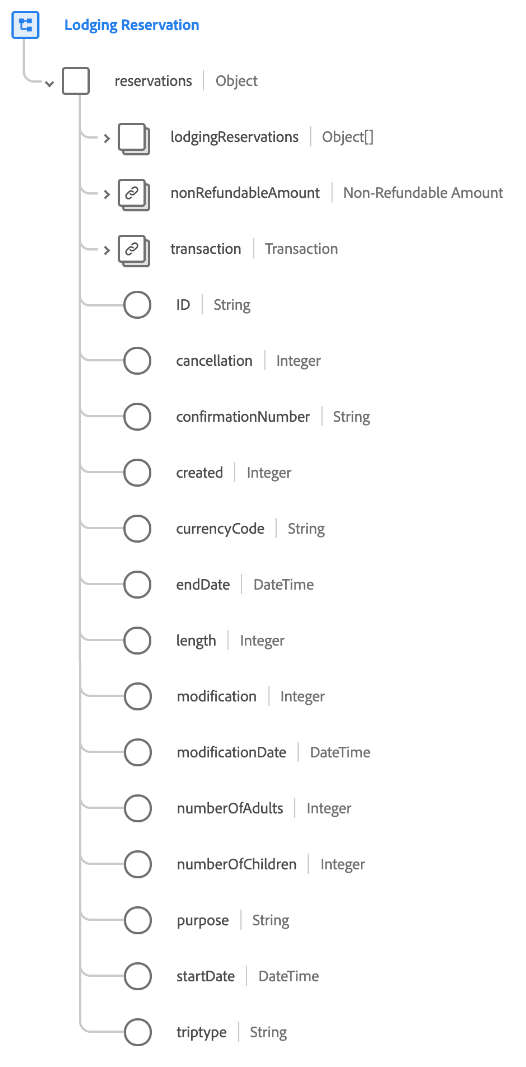 Lodging Reservation
reservations | Object
lodgingReservations | Object[]
nonRefundableAmount | Non-Refundable Amount
transaction | Transaction
ID | String
cancellation | Integer
confirmationNumber | String
created | Integer
currencyCode | String
endDate | DateTime
length | Integer
modification | Integer
modificationDate | DateTime
numberOfAdults | Integer
numberOfChildren | Integer
purpose | String
startDate | DateTime
triptype | String